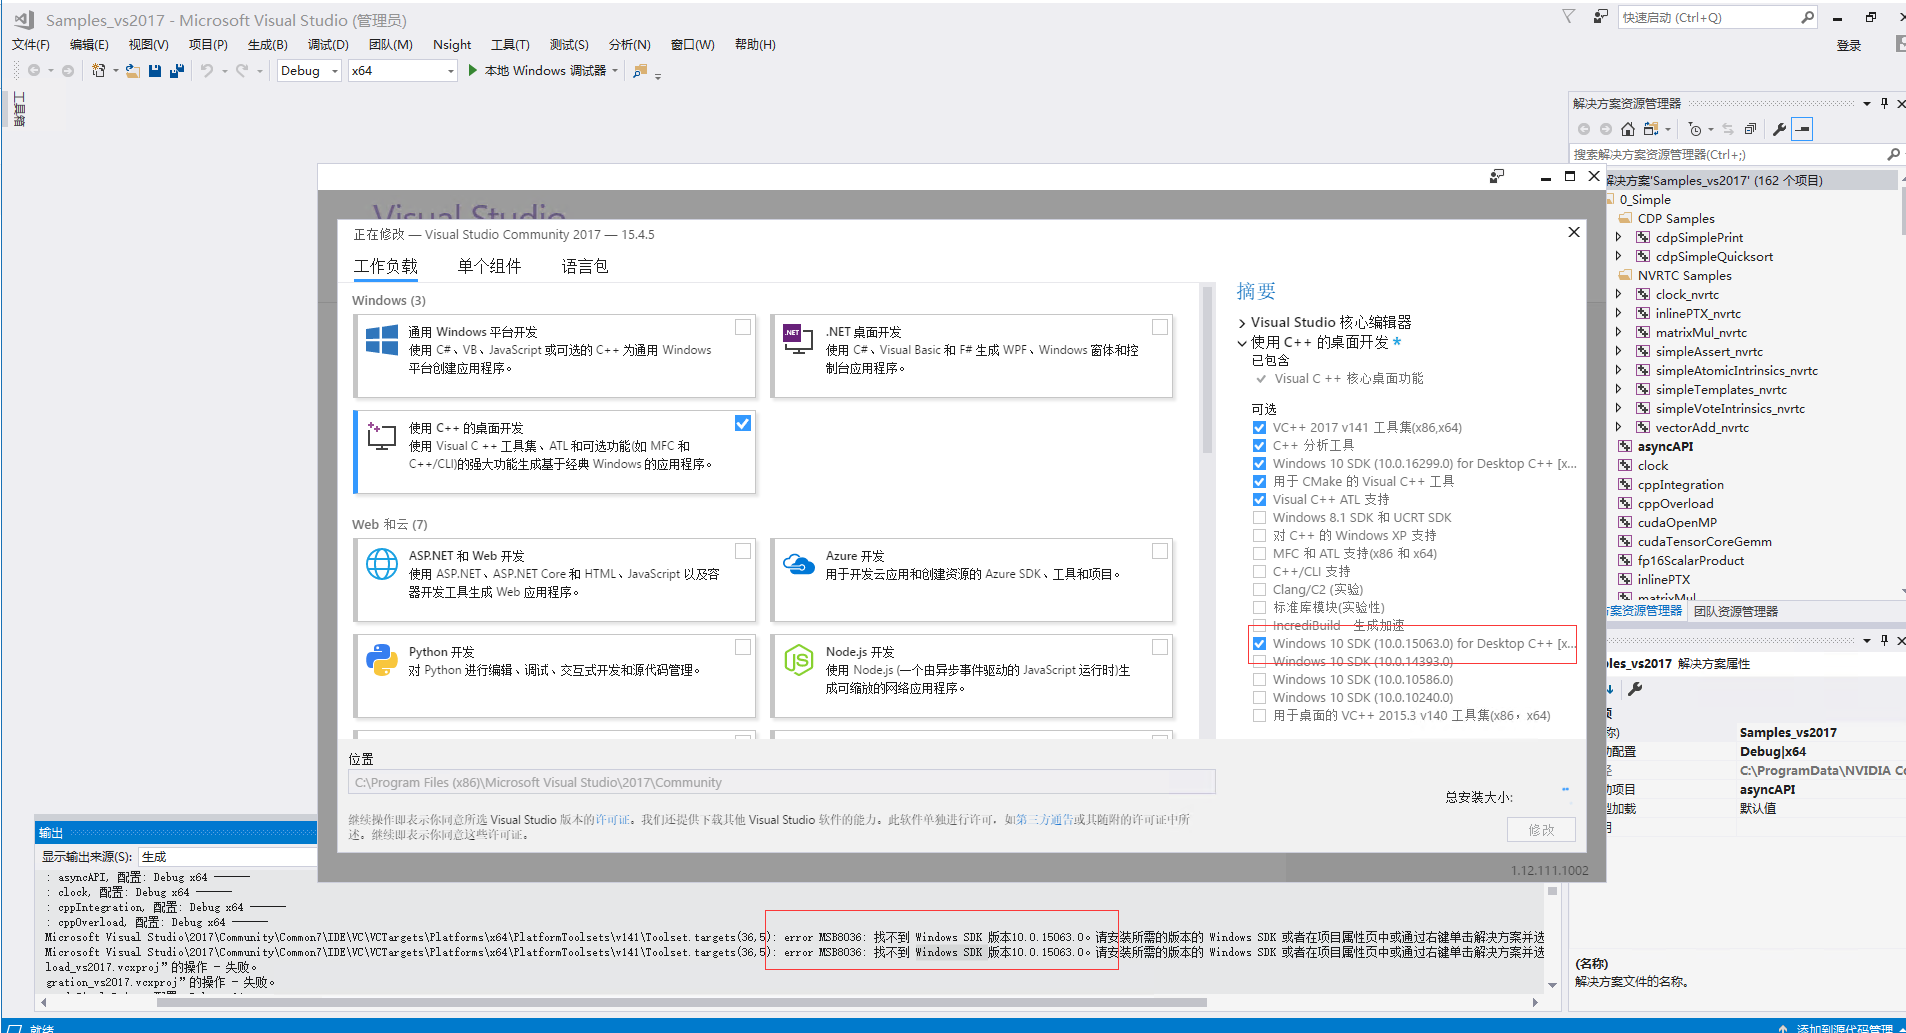 Samples_vs2017 - Microsoft Visual Studio (管理员)
快速启动 (Ctrl+Q)
文件(F) 编辑(E) 视图(V) 项目(P) 生成(B) 调试(D) 团队(M) Nsight 工具(T) 测试(S) 分析(N) 窗口(W) 帮助(H)
登录
Debug x64 本地 Windows 调试器
工具箱
解决方案资源管理器
搜索解决方案资源管理器(Ctrl+;)
解决方案'Samples_vs2017' (162 个项目)
0_Simple
CDP Samples
cdpSimplePrint
cdpSimpleQuicksort
NVRTC Samples
clock_nvrtc
inlinePTX_nvrtc
matrixMul_nvrtc
simpleAssert_nvrtc
simpleAtomicIntrinsics_nvrtc
simpleTemplates_nvrtc
simpleVoteIntrinsics_nvrtc
vectorAdd_nvrtc
asyncAPI
clock
cppIntegration
cppOverload
cudaOpenMP
cudaTensorCoreGemm
fp16ScalarProduct
inlinePTX
matrixMul
方案资源管理器 团队资源管理器
les_vs2017 解决方案属性
项
称) Samples_vs2017
动配置 Debug|x64
径 C:\ProgramData\NVIDIA Co
动项目 asyncAPI
型加载 默认值
明
(名称)
解决方案文件的名称。
Visual Studio
正在修改 — Visual Studio Community 2017 — 15.4.5
工作负载 单个组件 语言包
Windows (3)
通用 Windows 平台开发
使用 C#、VB、JavaScript 或可选的 C++ 为通用 Windows
平台创建应用程序。
.NET
.NET 桌面开发
使用 C#、Visual Basic 和 F# 生成 WPF、Windows 窗体和控
制台应用程序。
使用 C++ 的桌面开发
使用 Visual C ++ 工具集、ATL 和可选功能(如 MFC 和
C++/CLI)的强大功能生成基于经典 Windows 的应用程序。
Web 和云 (7)
ASP.NET 和 Web 开发
使用 ASP.NET、ASP.NET Core 和 HTML、JavaScript 以及容
器开发工具生成 Web 应用程序。
Azure 开发
用于开发云应用和创建资源的 Azure SDK、工具和项目。
Python 开发
对 Python 进行编辑、调试、交互式开发和源代码管理。
Node.js 开发
使用 Node.js (一个由异步事件驱动的 JavaScript 运行时)生
成可缩放的网络应用程序。
摘要
Visual Studio 核心编辑器
使用 C++ 的桌面开发 *
已包含
Visual C ++ 核心桌面功能
可选
VC++ 2017 v141 工具集(x86,x64)
C++ 分析工具
Windows 10 SDK (10.0.16299.0) for Desktop C++ [x...
用于 CMake 的 Visual C++ 工具
Visual C++ ATL 支持
Windows 8.1 SDK 和 UCRT SDK
对 C++ 的 Windows XP 支持
MFC 和 ATL 支持(x86 和 x64)
C++/CLI 支持
Clang/C2 (实验)
标准库模块(实验性)
IncrediBuild - 生成加速
Windows 10 SDK (10.0.15063.0) for Desktop C++ [x...
Windows 10 SDK (10.0.14393.0)
Windows 10 SDK (10.0.10586.0)
Windows 10 SDK (10.0.10240.0)
用于桌面的 VC++ 2015.3 v140 工具集(x86，x64)
位置
C:\Program Files (x86)\Microsoft Visual Studio\2017\Community
总安装大小:
继续操作即表示你同意所选 Visual Studio 版本的许可证。我们还提供下载其他 Visual Studio 软件的能力。此软件单独进行许可，如第三方通告或其随附的许可证中所
述。继续即表示你同意这些许可证。
修改
1.12.111.1002
输出
显示输出来源(S): 生成
: asyncAPI, 配置: Debug x64 ------
: clock, 配置: Debug x64 ------
: cppIntegration, 配置: Debug x64 ------
: cppOverload, 配置: Debug x64 ------
Microsoft Visual Studio\2017\Community\Common7\IDE\VC\VCTargets\Platforms\x64\PlatformToolsets\v141\Toolset.targets(36,5): error MSB8036: 找不到 Windows SDK 版本10.0.15063.0。请安装所需的版本的 Windows SDK 或者在项目属性页中或通过右键单击解决方案并选
Microsoft Visual Studio\2017\Community\Common7\IDE\VC\VCTargets\Platforms\x64\PlatformToolsets\v141\Toolset.targets(36,5): error MSB8036: 找不到 Windows SDK 版本10.0.15063.0。请安装所需的版本的 Windows SDK 或者在项目属性页中或通过右键单击解决方案并选
load_vs2017.vcxproj”的操作 - 失败。
gration_vs2017.vcxproj”的操作 - 失败。
就绪
添加到源代码管理